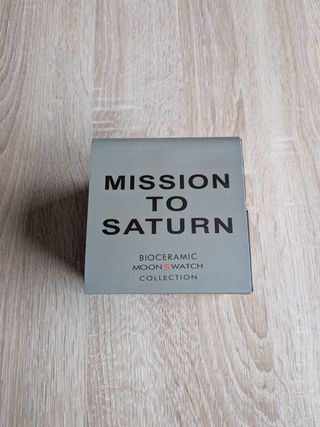 MISSION
TO
SATURN
BIOCERAMIC
MOONSWATCH
COLLECTION